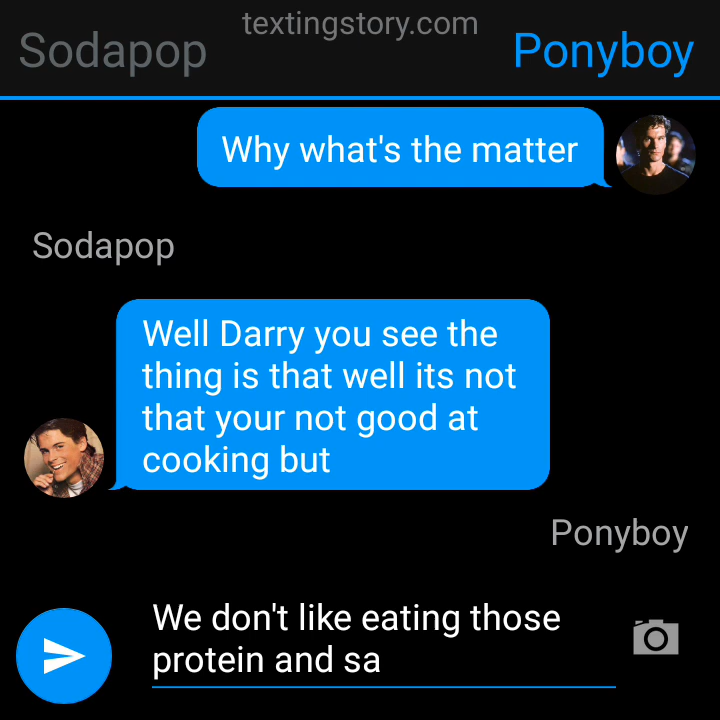 textingstory.com
Sodapop
Ponyboy
Why what's the matter
Sodapop
Well Darry you see the
thing is that well its not
that your not good at
cooking but
Ponyboy
We don't like eating those
protein and sa